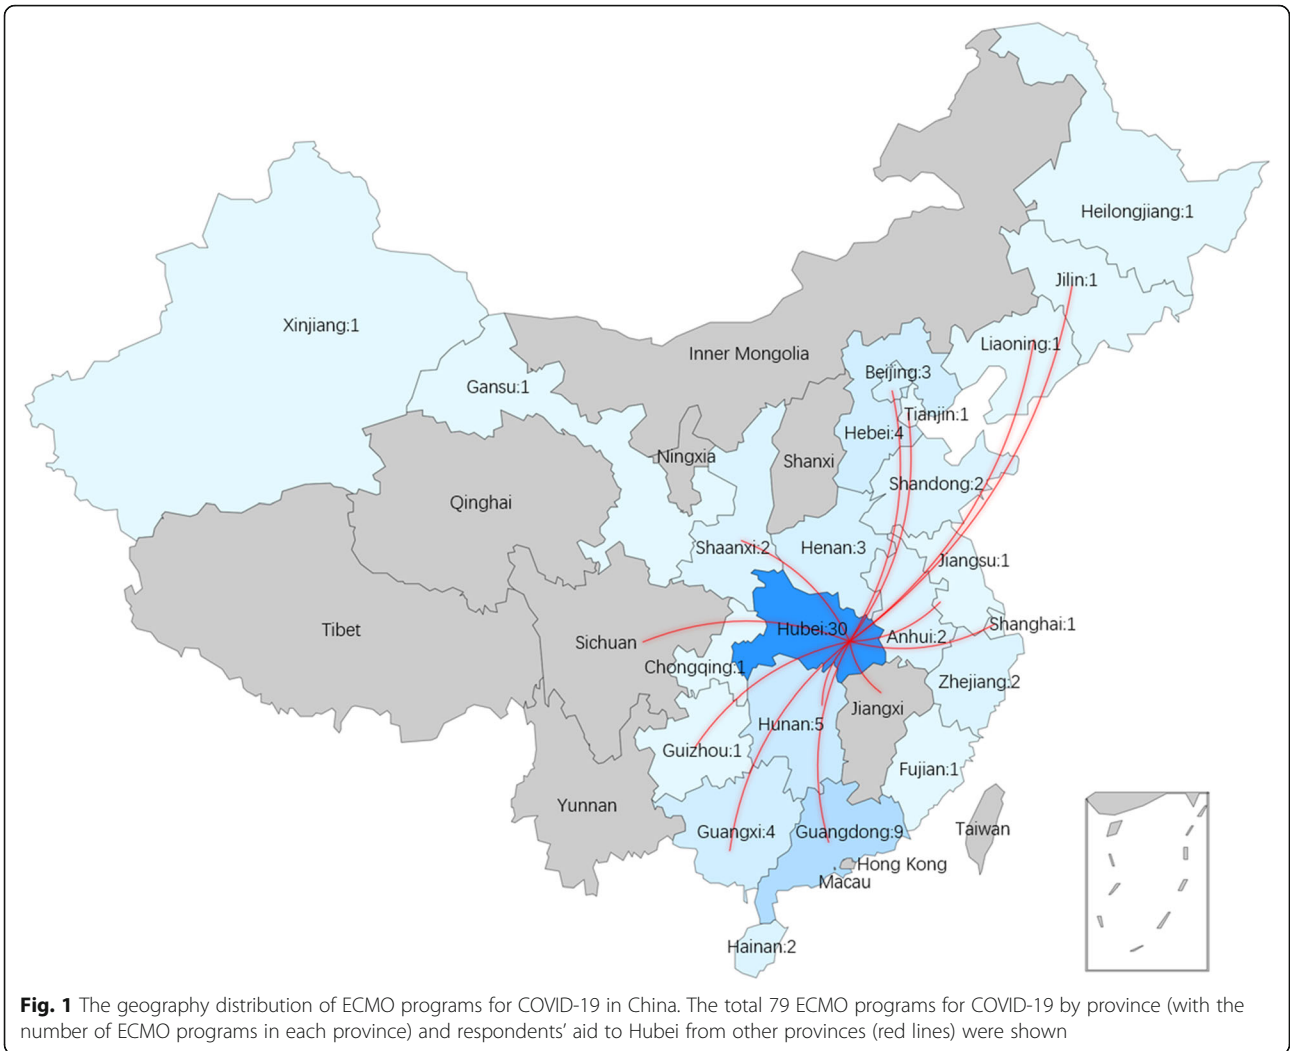 Heilongjiang:1
Jilin:1
Xinjiang:1
Liaoning:1
Inner Mongolia
Beijing:3
Gansu:1
Tianjin:1
Hebei:4
Ningxia
Shanxi
Shandong:2
Qinghai
Shaanxi:2
Henan:3
Jiangsu:1
Tibet
Hubei:30
Shanghai:1
Sichuan
Anhui:2
Chongqing:1
Zhejiang:2
Jiangxi
Hunan:5
Guizhou:1
Fujian:1
Yunnan
Guangxi:4
Guangdong:9
Taiwan
Hong Kong
Macau
Hainan:2
Fig. 1 The geography distribution of ECMO programs for COVID-19 in China. The total 79 ECMO programs for COVID-19 by province (with the
number of ECMO programs in each province) and respondents’ aid to Hubei from other provinces (red lines) were shown